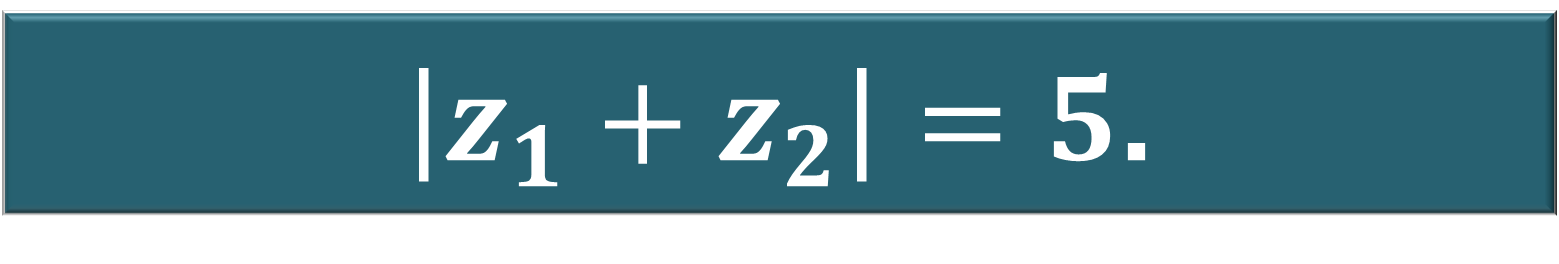 |z₁ + z₂| = 5.